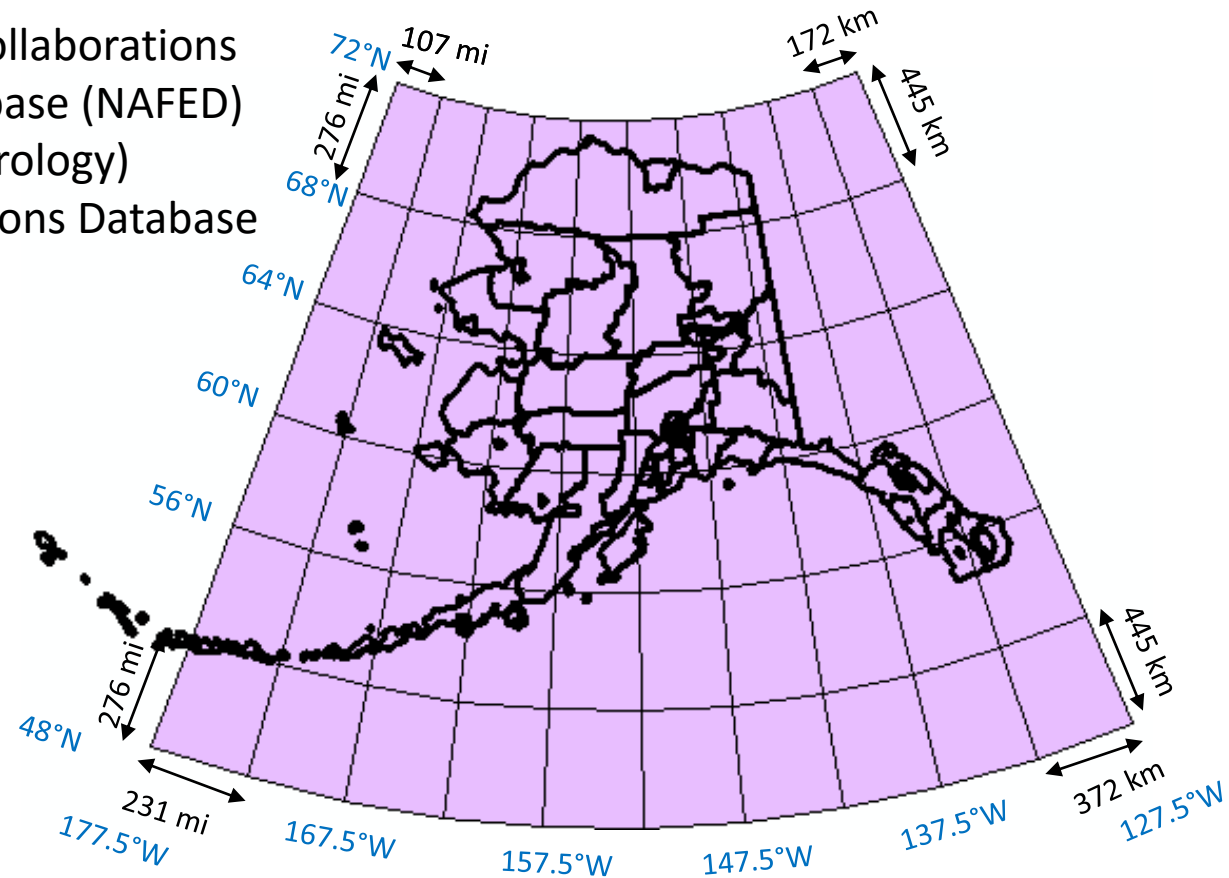 ollaborations
base (NAFED)
rology)
ons Database
72°N
107 mi
172 km
276 mi
445 km
68°N
64°N
60°N
56°N
276 mi
445 km
48°N
231 mi
372 km
177.5°W
167.5°W
157.5°W
147.5°W
137.5°W
127.5°W